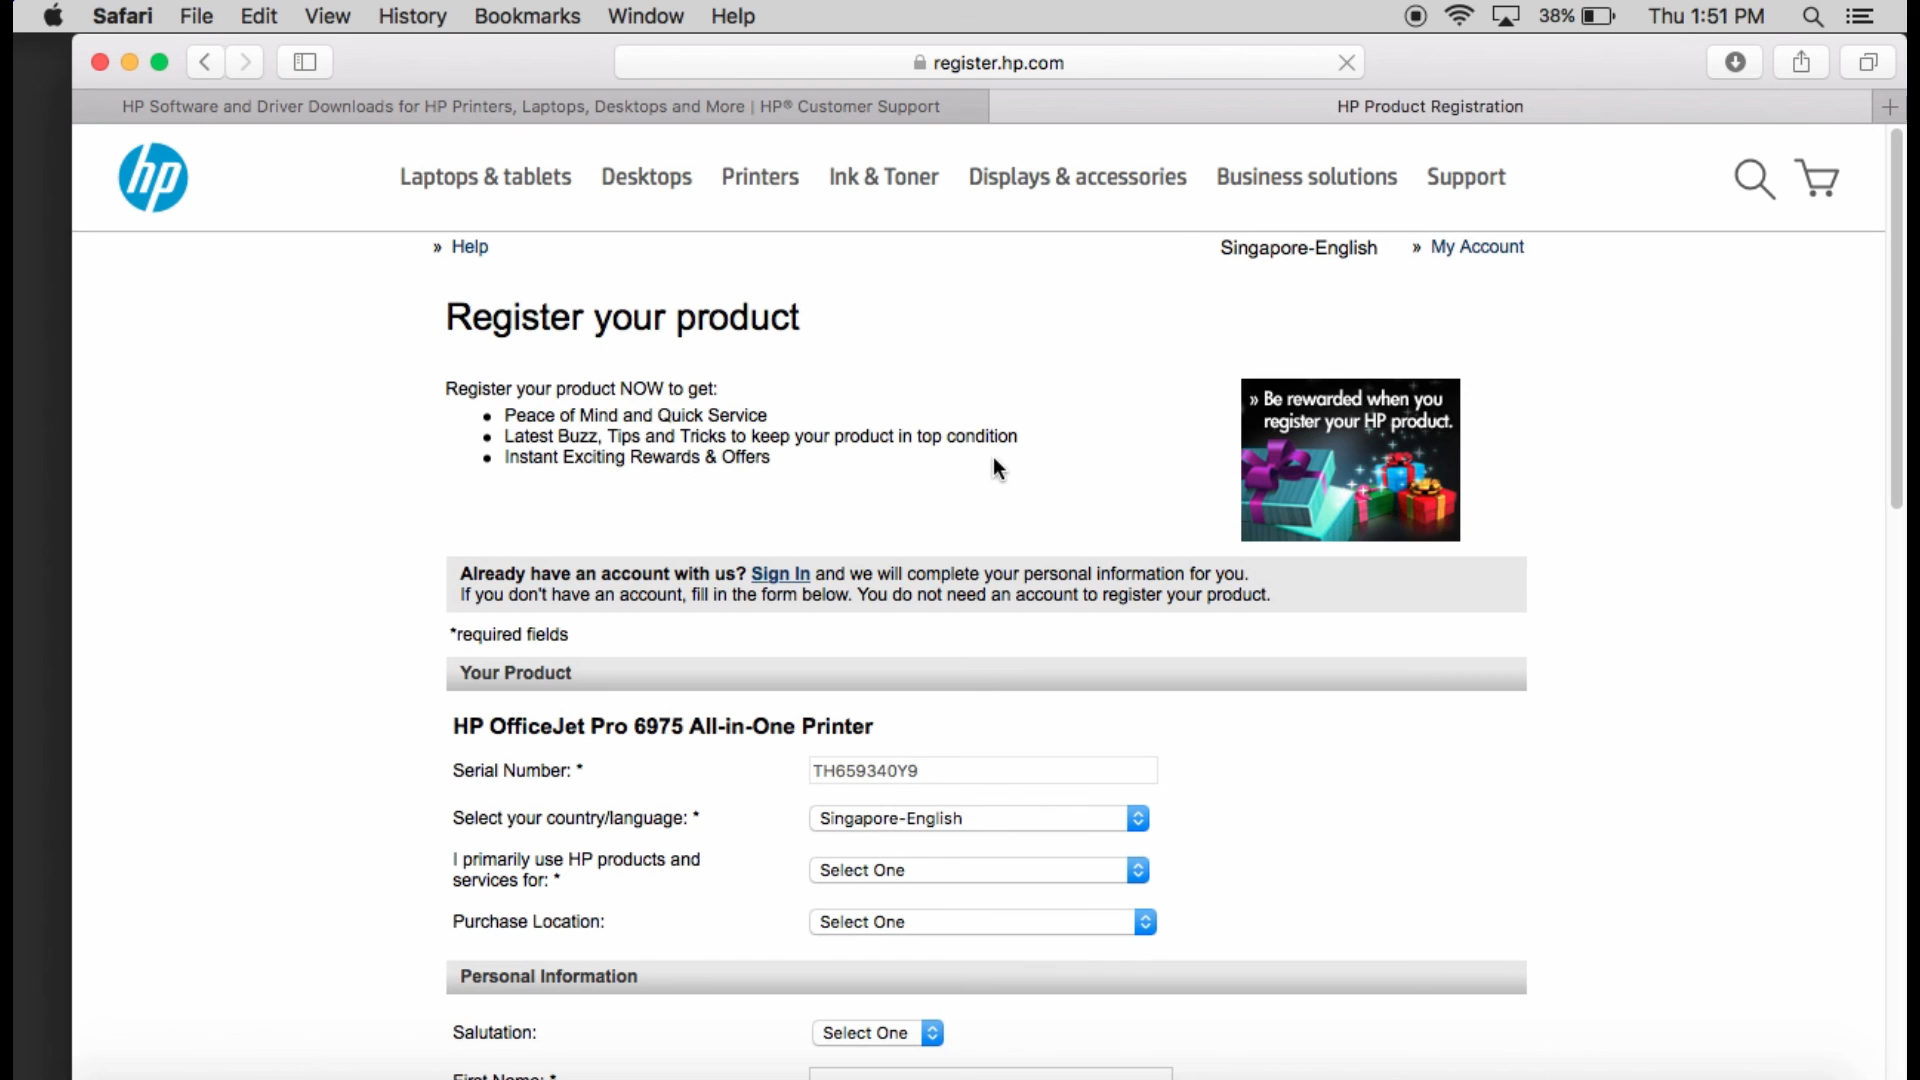 Safari File Edit View History Bookmarks Window Help 38% Thu 1:51 PM
register.hp.com
HP Software and Driver Downloads for HP Printers, Laptops, Desktops and More | HP® Customer Support HP Product Registration
hp Laptops & tablets Desktops Printers Ink & Toner Displays & accessories Business solutions Support
» Help Singapore-English » My Account
Register your product
Register your product NOW to get:
• Peace of Mind and Quick Service
• Latest Buzz, Tips and Tricks to keep your product in top condition
• Instant Exciting Rewards & Offers
» Be rewarded when you
register your HP product.
Already have an account with us? Sign In and we will complete your personal information for you.
If you don't have an account, fill in the form below. You do not need an account to register your product.
*required fields
Your Product
HP OfficeJet Pro 6975 All-in-One Printer
Serial Number: * TH659340Y9
Select your country/language: * Singapore-English
I primarily use HP products and
services for: * Select One
Purchase Location: Select One
Personal Information
Salutation: Select One
First Name: *